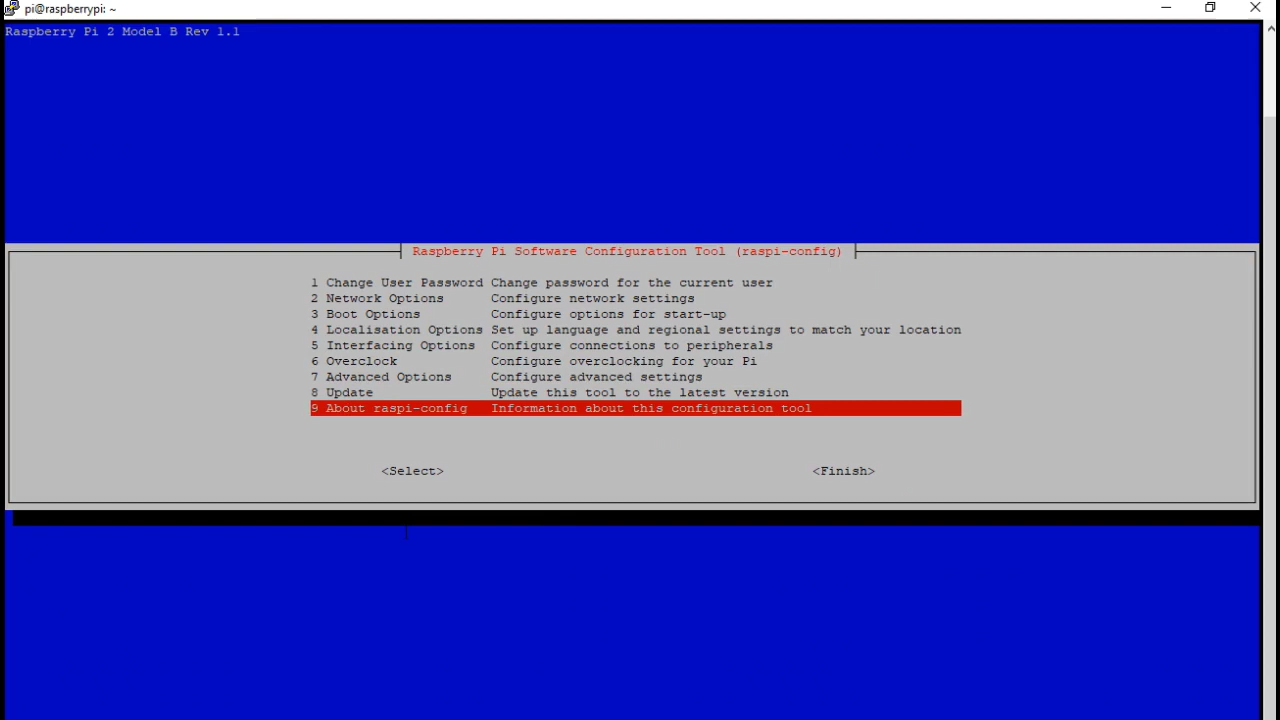 pi@raspberrypi: ~
Raspberry Pi 2 Model B Rev 1.1
Raspberry Pi Software Configuration Tool (raspi-config)
1 Change User Password Change password for the current user
2 Network Options Configure network settings
3 Boot Options Configure options for start-up
4 Localisation Options Set up language and regional settings to match your location
5 Interfacing Options Configure connections to peripherals
6 Overclock Configure overclocking for your Pi
7 Advanced Options Configure advanced settings
8 Update Update this tool to the latest version
9 About raspi-config Information about this configuration tool
<Select> <Finish>